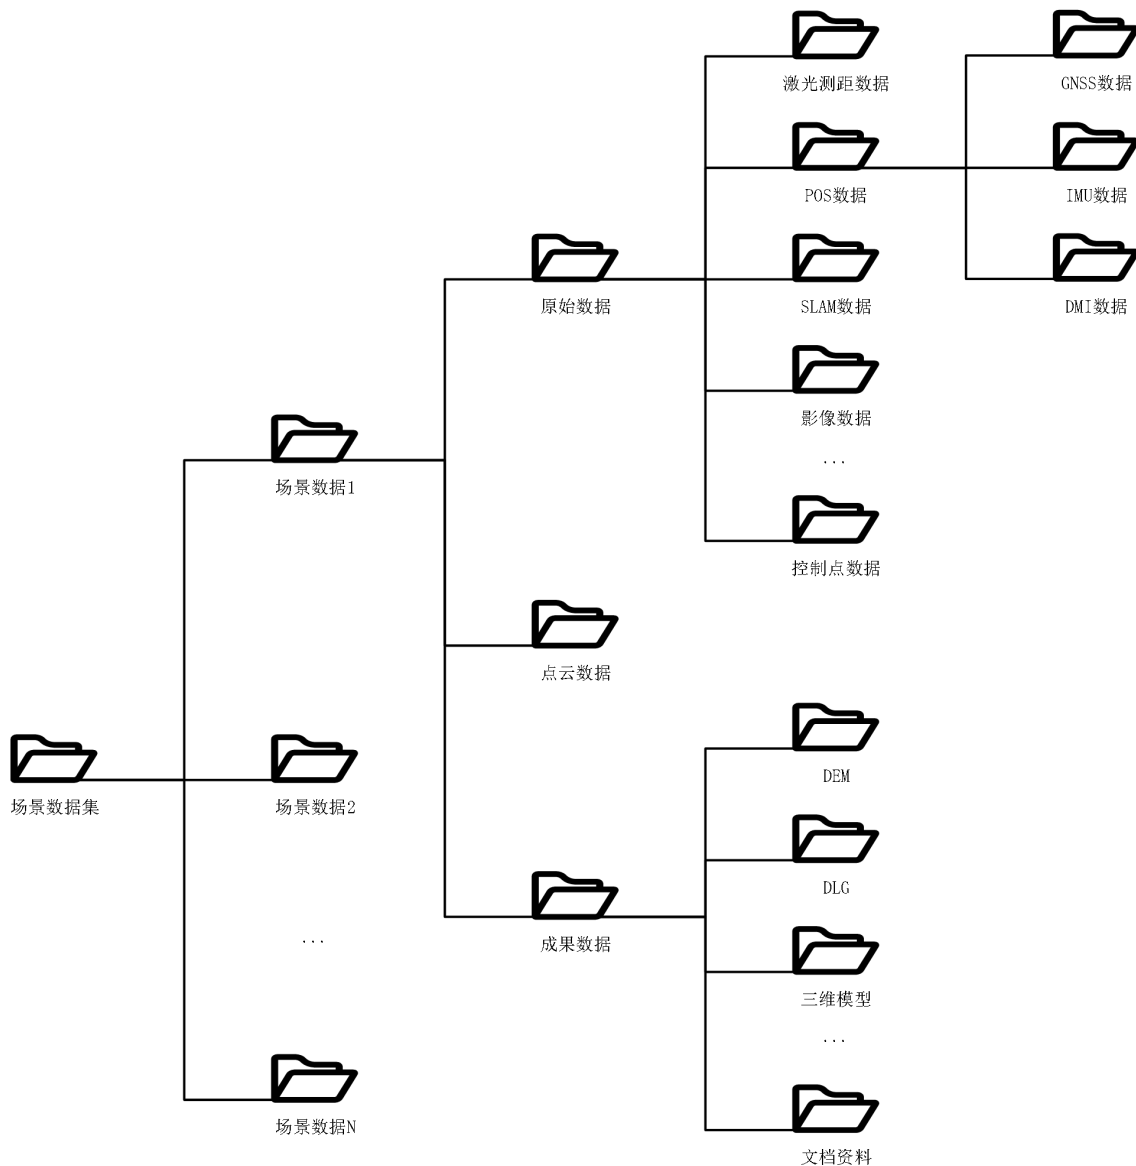 激光测距数据
GNSS数据
POS数据
IMU数据
原始数据
SLAM数据
DMI数据
影像数据
...
场景数据1
控制点数据
点云数据
DEM
场景数据集
场景数据2
DLG
...
成果数据
三维模型
...
场景数据N
文档资料